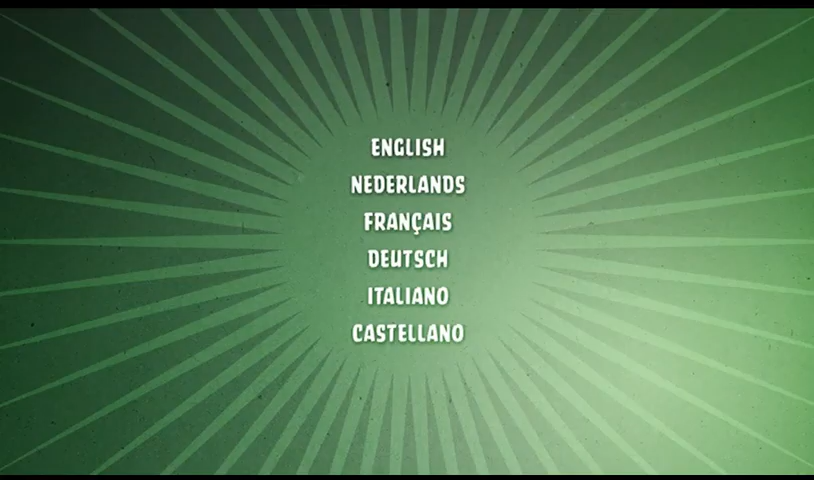 ENGLISH
NEDERLANDS
FRANÇAIS
DEUTSCH
ITALIANO
CASTELLANO